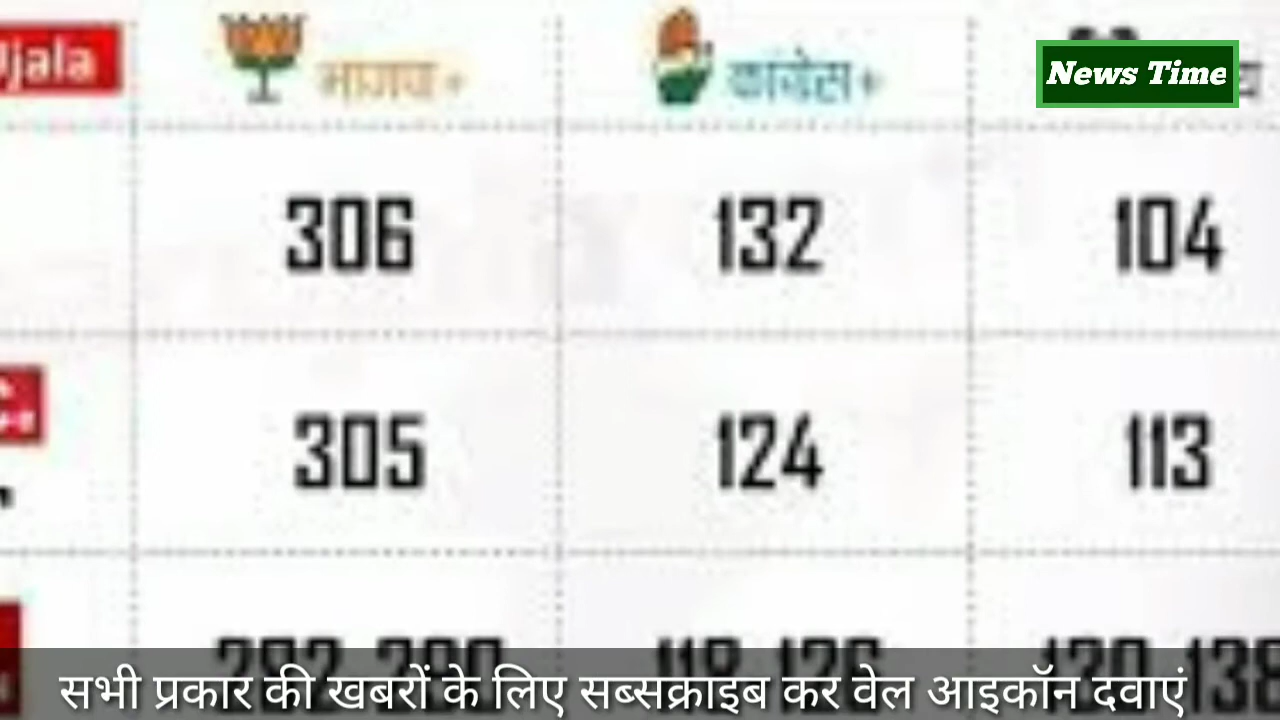 jala भाजपा+ कांग्रेस+ News Time
306 132 104
305 124 113
सभी प्रकार की खबरों के लिए सब्सक्राइब कर वेल आइकॉन दवाएं